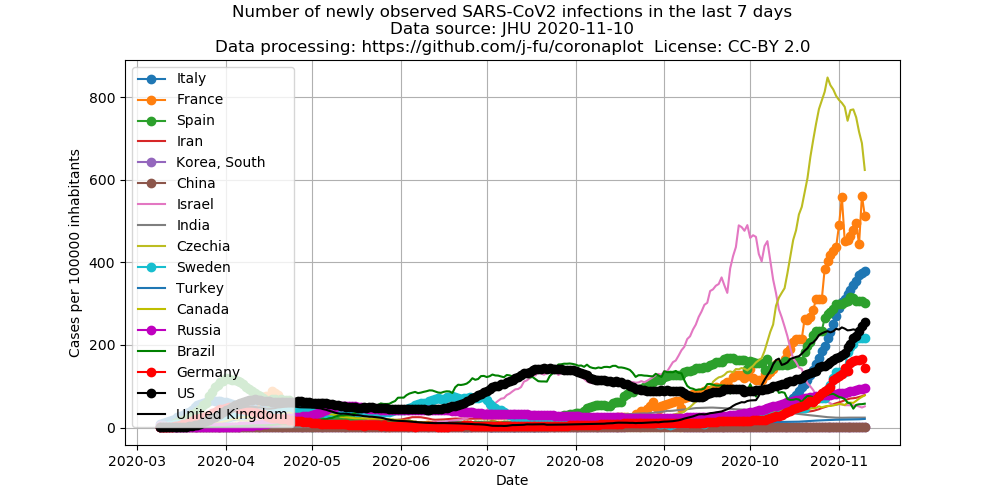 Number of newly observed SARS-CoV2 infections in the last 7 days
Data source: JHU 2020-11-10
Data processing: https://github.com/j-fu/coronaplot  License: CC-BY 2.0
Cases per 100000 inhabitants
800
600
400
200
0
Italy
France
Spain
Iran
Korea, South
China
Israel
India
Czechia
Sweden
Turkey
Canada
Russia
Brazil
Germany
US
United Kingdom
2020-03 2020-04 2020-05 2020-06 2020-07 2020-08 2020-09 2020-10 2020-11
Date